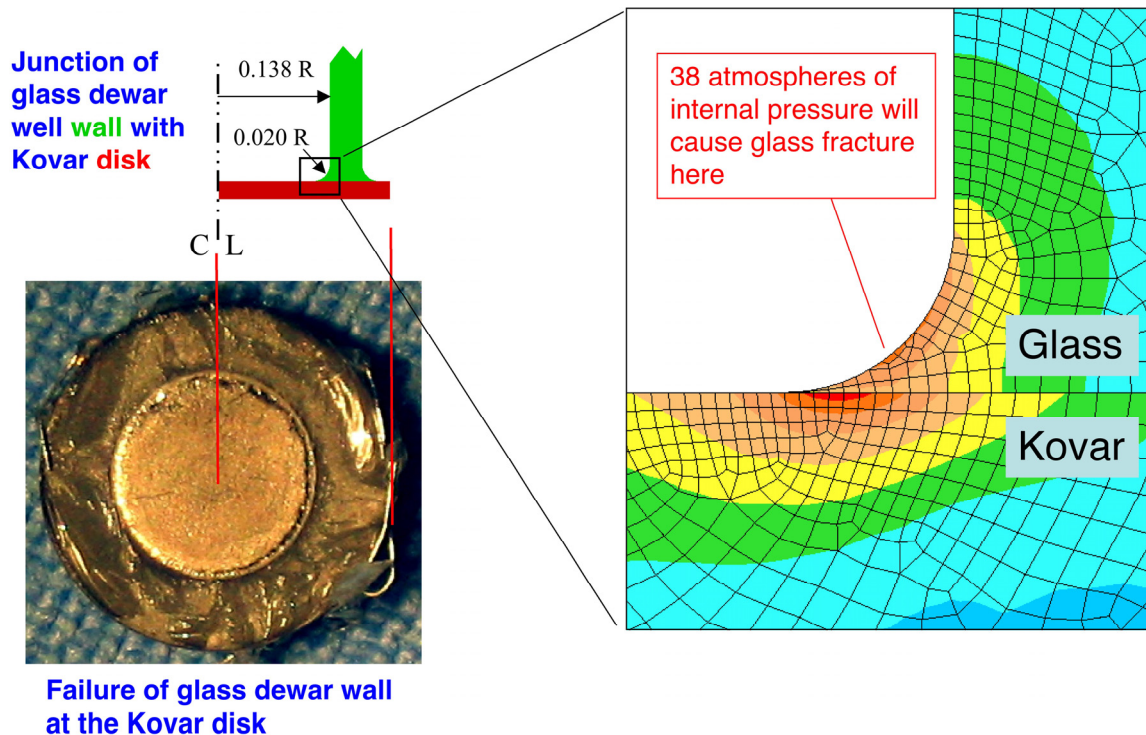 Junction of
glass dewar
well wall with
Kovar disk
0.138 R
0.020 R
C L
38 atmospheres of
internal pressure will
cause glass fracture
here
Glass
Kovar
Failure of glass dewar wall
at the Kovar disk